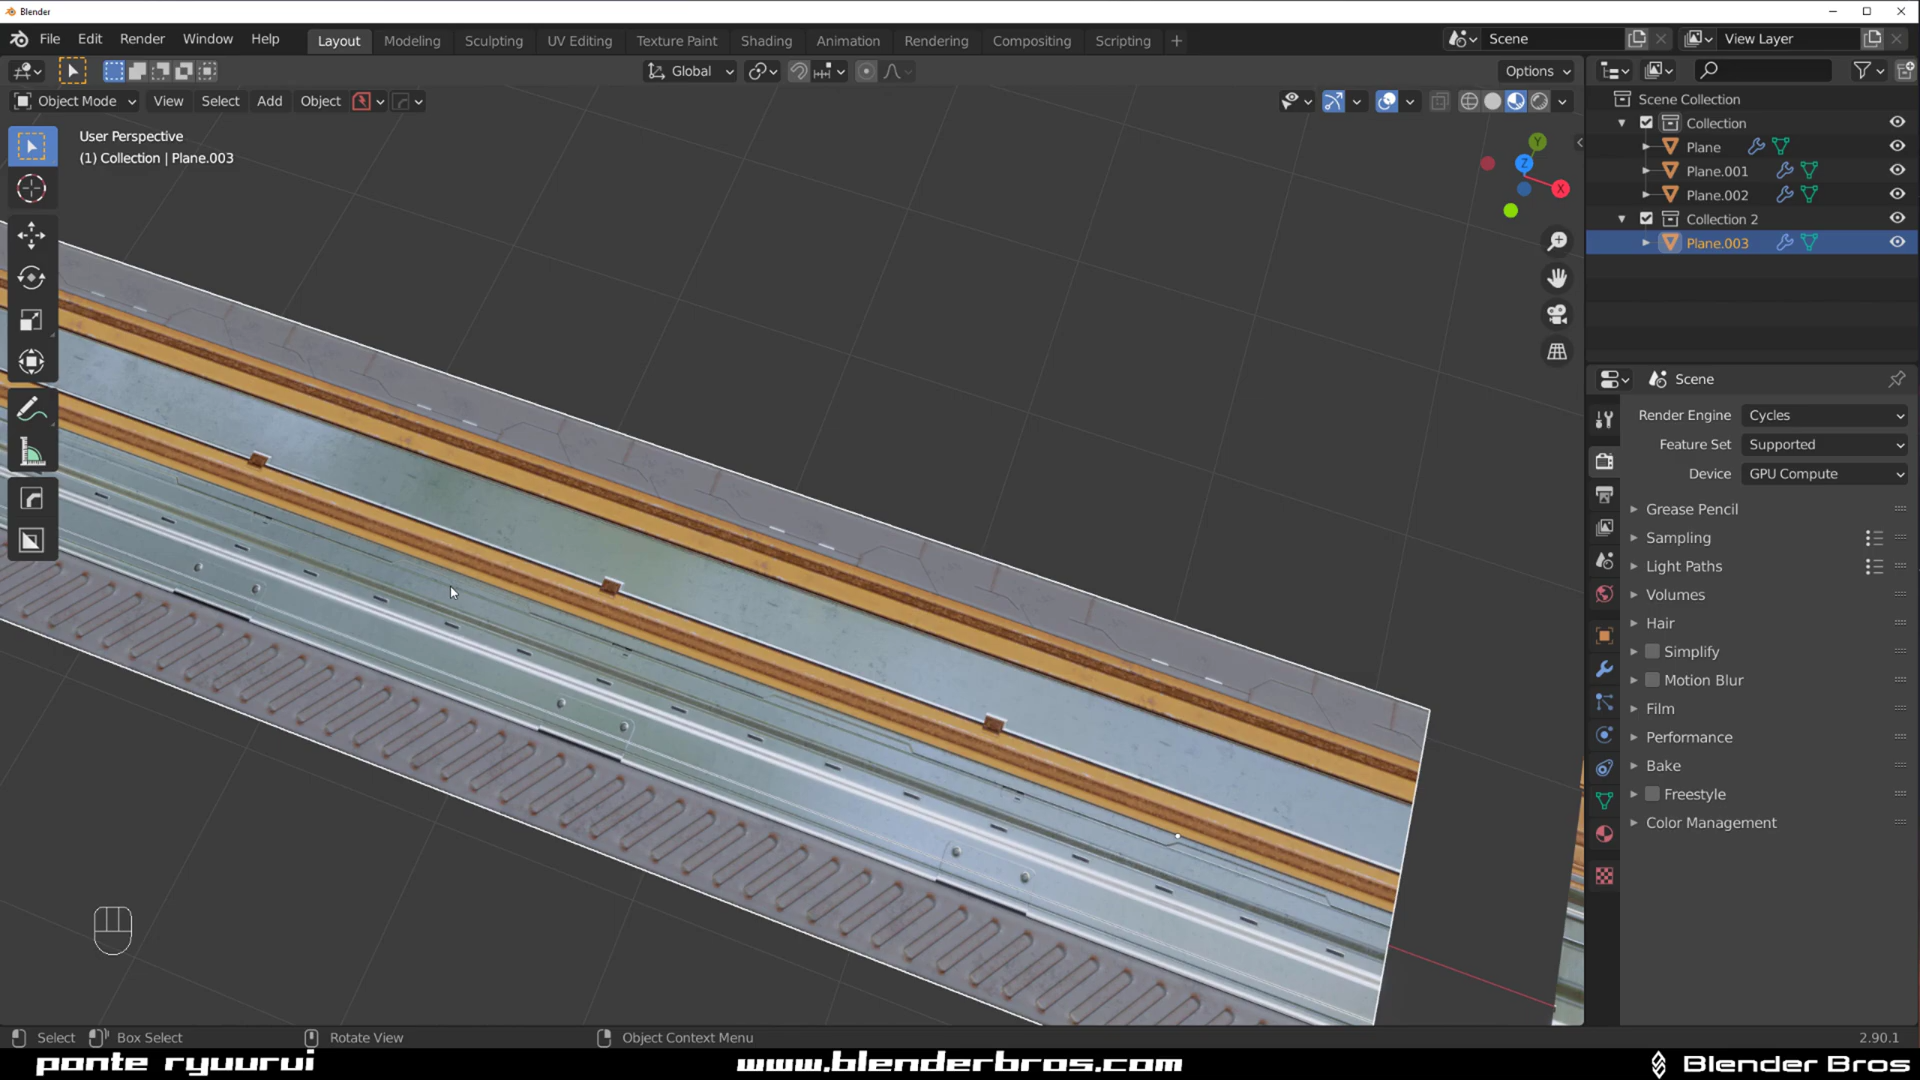 Blender
File Edit Render Window Help Layout Modeling Sculpting UV Editing Texture Paint Shading Animation Rendering Compositing Scripting + Scene View Layer
Global Options
Object Mode View Select Add Object
User Perspective
(1) Collection | Plane.003
Y
Z
X
Scene Collection
Collection
Plane
Plane.001
Plane.002
Collection 2
Plane.003
Scene
Render Engine Cycles
Feature Set Supported
Device GPU Compute
Grease Pencil
Sampling
Light Paths
Volumes
Hair
Simplify
Motion Blur
Film
Performance
Bake
Freestyle
Color Management
Select Box Select Rotate View Object Context Menu 2.90.1
ponte ryuurui www.blenderbros.com Blender Bros